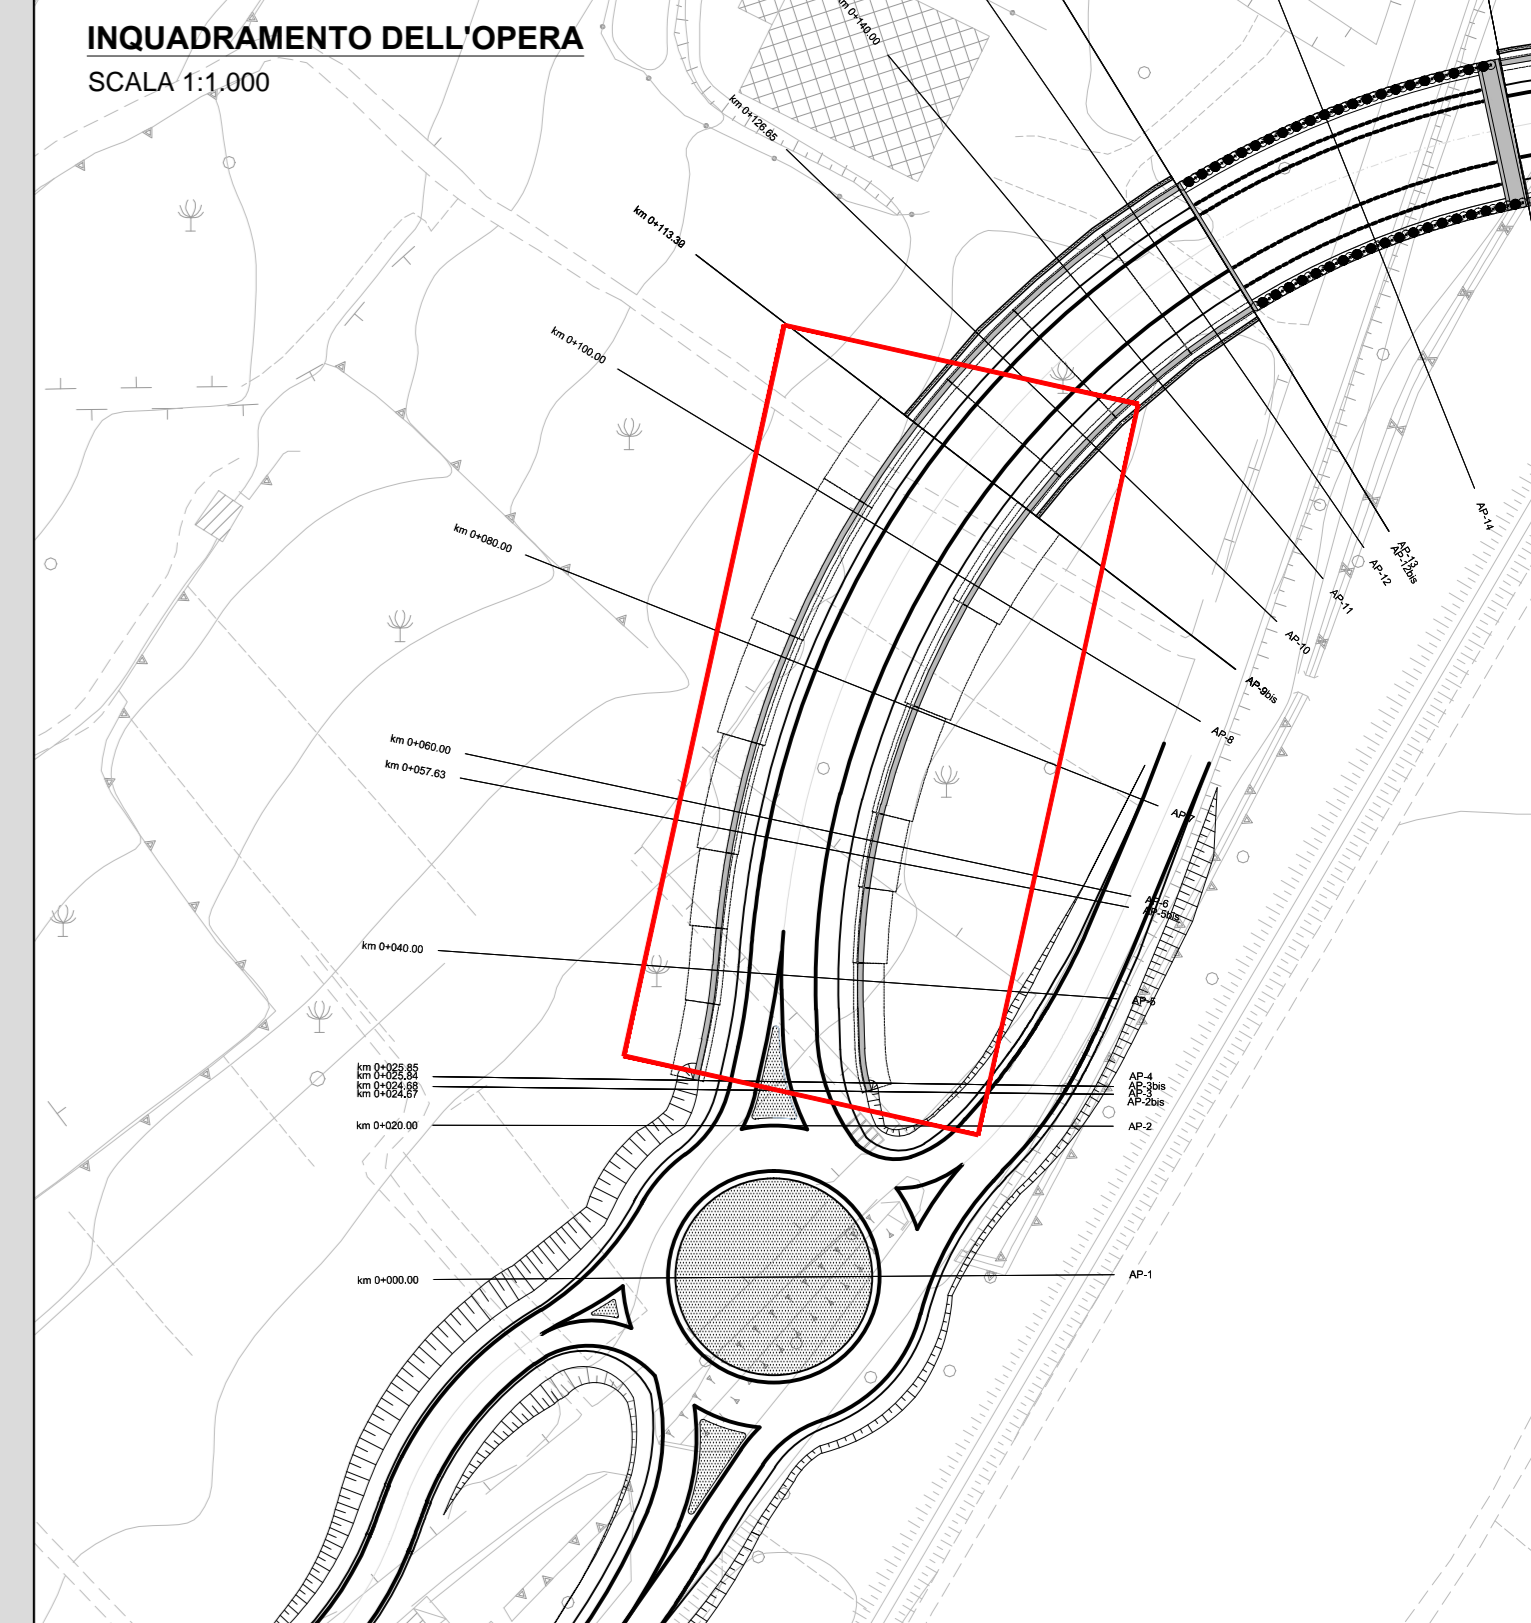 INQUADRAMENTO DELL'OPERA
SCALA 1:1.000
km 0+140.00
km 0+126.65
km 0+100.00
km 0+080.00
km 0+060.00
km 0+057.63
km 0+040.00
km 0+025.85
km 0+025.84
km 0+024.68
km 0+024.67
km 0+020.00
km 0+000.00
AP-14
AP-13
AP-12bis
AP-12
AP-11
AP-10
AP-9bis
AP-8
AP-7
AP-6
AP-5bis
AP-5
AP-4
AP-3bis
AP-3
AP-2bis
AP-2
AP-1